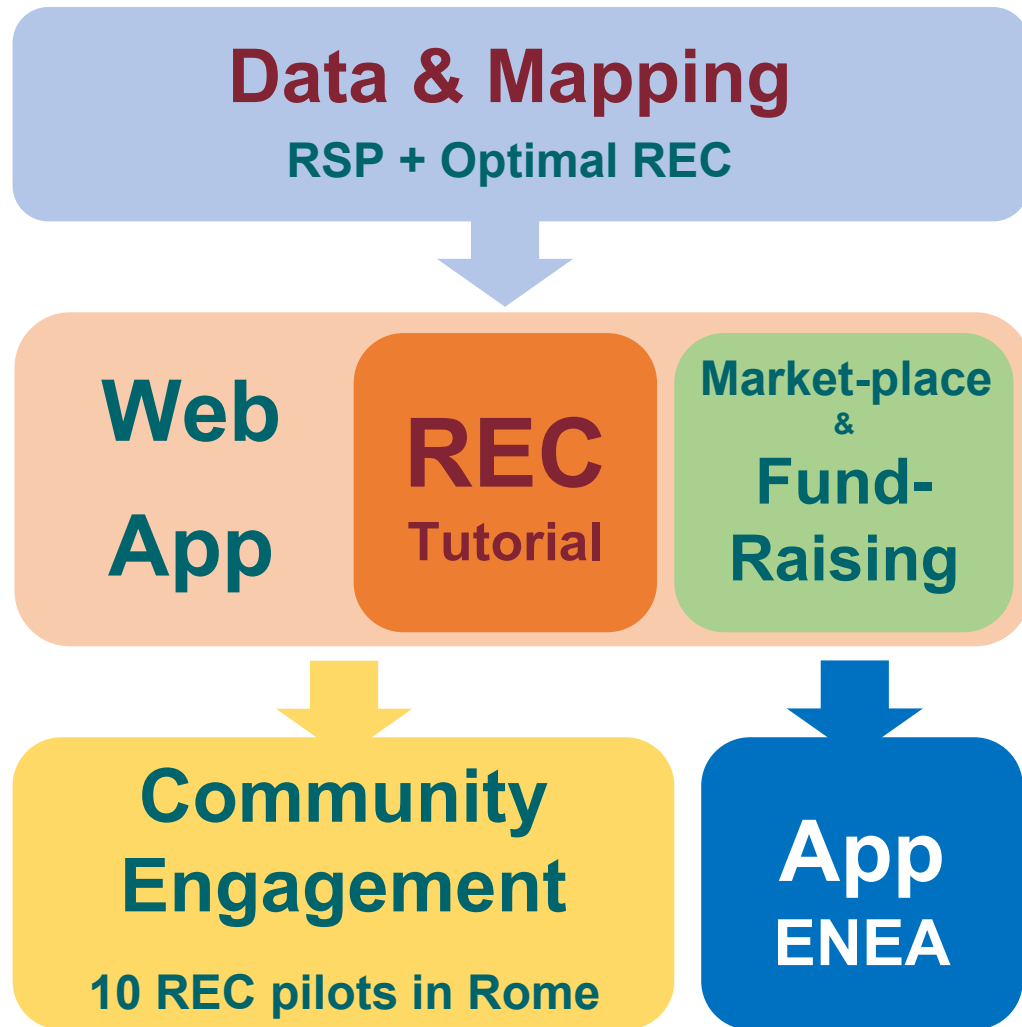 Data & Mapping
RSP + Optimal REC
Web
App
REC
Tutorial
Market-place
&
Fund-
Raising
Community
Engagement
10 REC pilots in Rome
App
ENEA